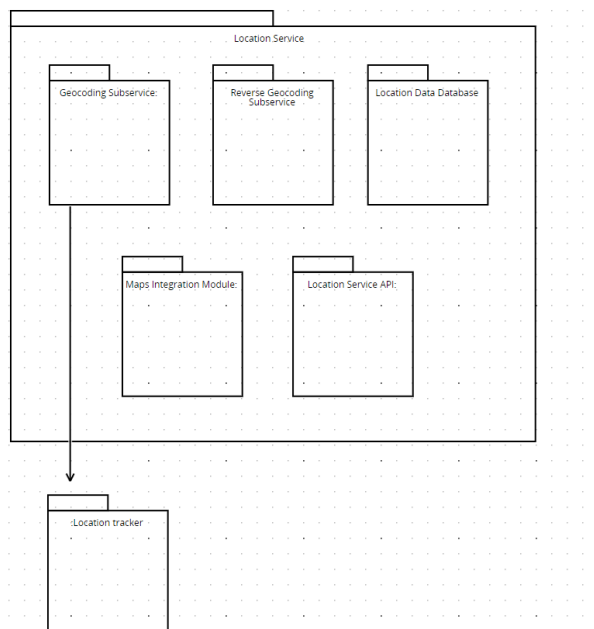 Location Service
Geocoding Subservice:
Reverse Geocoding
Subservice
Location Data Database
Maps Integration Module:
Location Service API:
:Location tracker